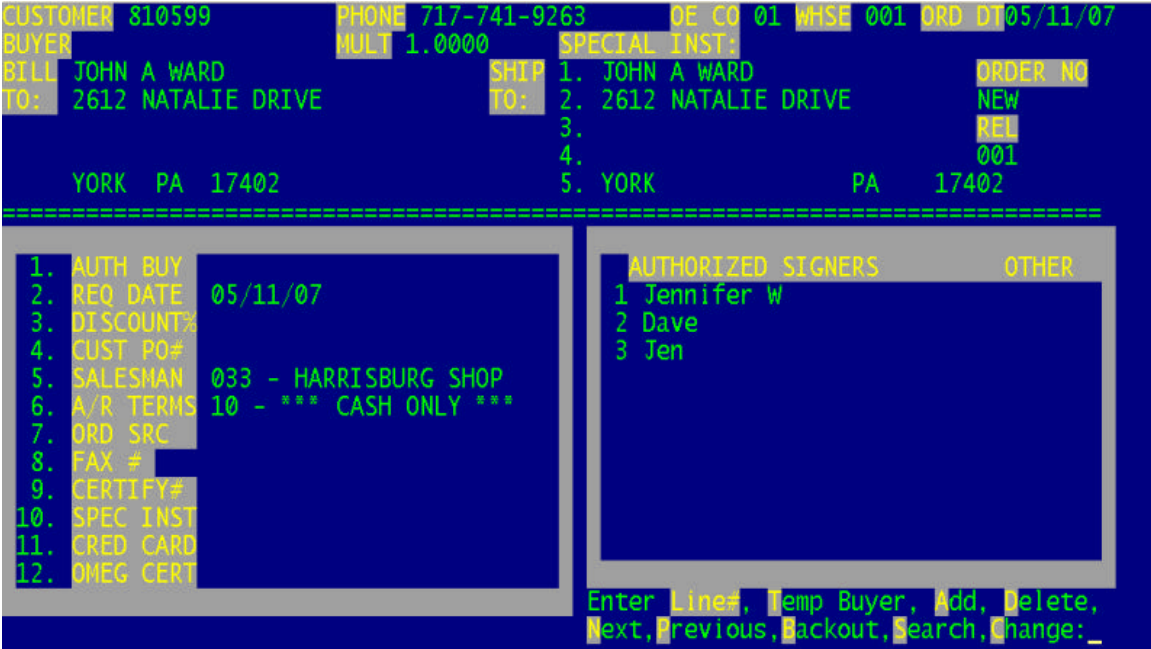 CUSTOMER 810599 PHONE 717-741-9263 OE CO 01 WHSE 001 ORD DT05/11/07
BUYER MULT 1.0000 SPECIAL INST:
BILL JOHN A WARD SHIP 1. JOHN A WARD ORDER NO
TO: 2612 NATALIE DRIVE TO: 2. 2612 NATALIE DRIVE NEW
3. REL
4. 001
YORK PA 17402 5. YORK PA 17402
===============================================================================
1. AUTH BUY
2. REQ DATE 05/11/07
3. DISCOUNT%
4. CUST PO#
5. SALESMAN 033 - HARRISBURG SHOP
6. A/R TERMS 10 - *** CASH ONLY ***
7. ORD SRC
8. FAX #
9. CERTIFY#
10. SPEC INST
11. CRED CARD
12. OMEG CERT
AUTHORIZED SIGNERS OTHER
1 Jennifer W
2 Dave
3 Jen
Enter Line#, Temp Buyer, Add, Delete,
Next,Previous,Backout,Search,Change:_